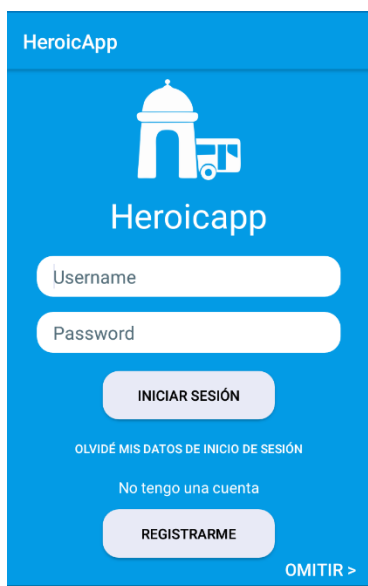 HeroicApp
Heroicapp
Username
Password
INICIAR SESIÓN
OLVIDÉ MIS DATOS DE INICIO DE SESIÓN
No tengo una cuenta
REGISTRARME
OMITIR >